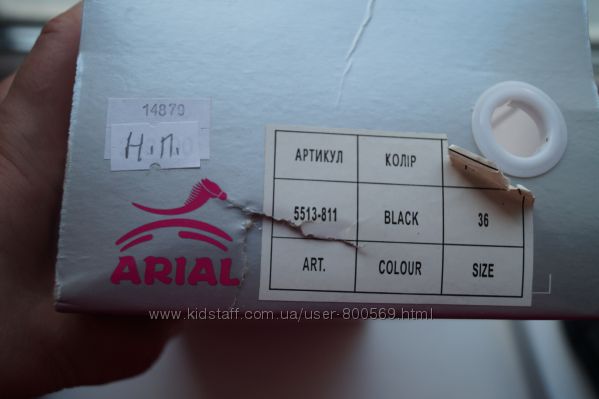 14870
Н.П.
ARIAL
АРТИКУЛ КОЛІР
5513-811 BLACK 36
ART. COLOUR SIZE
www.kidstaff.com.ua/user-800569.html